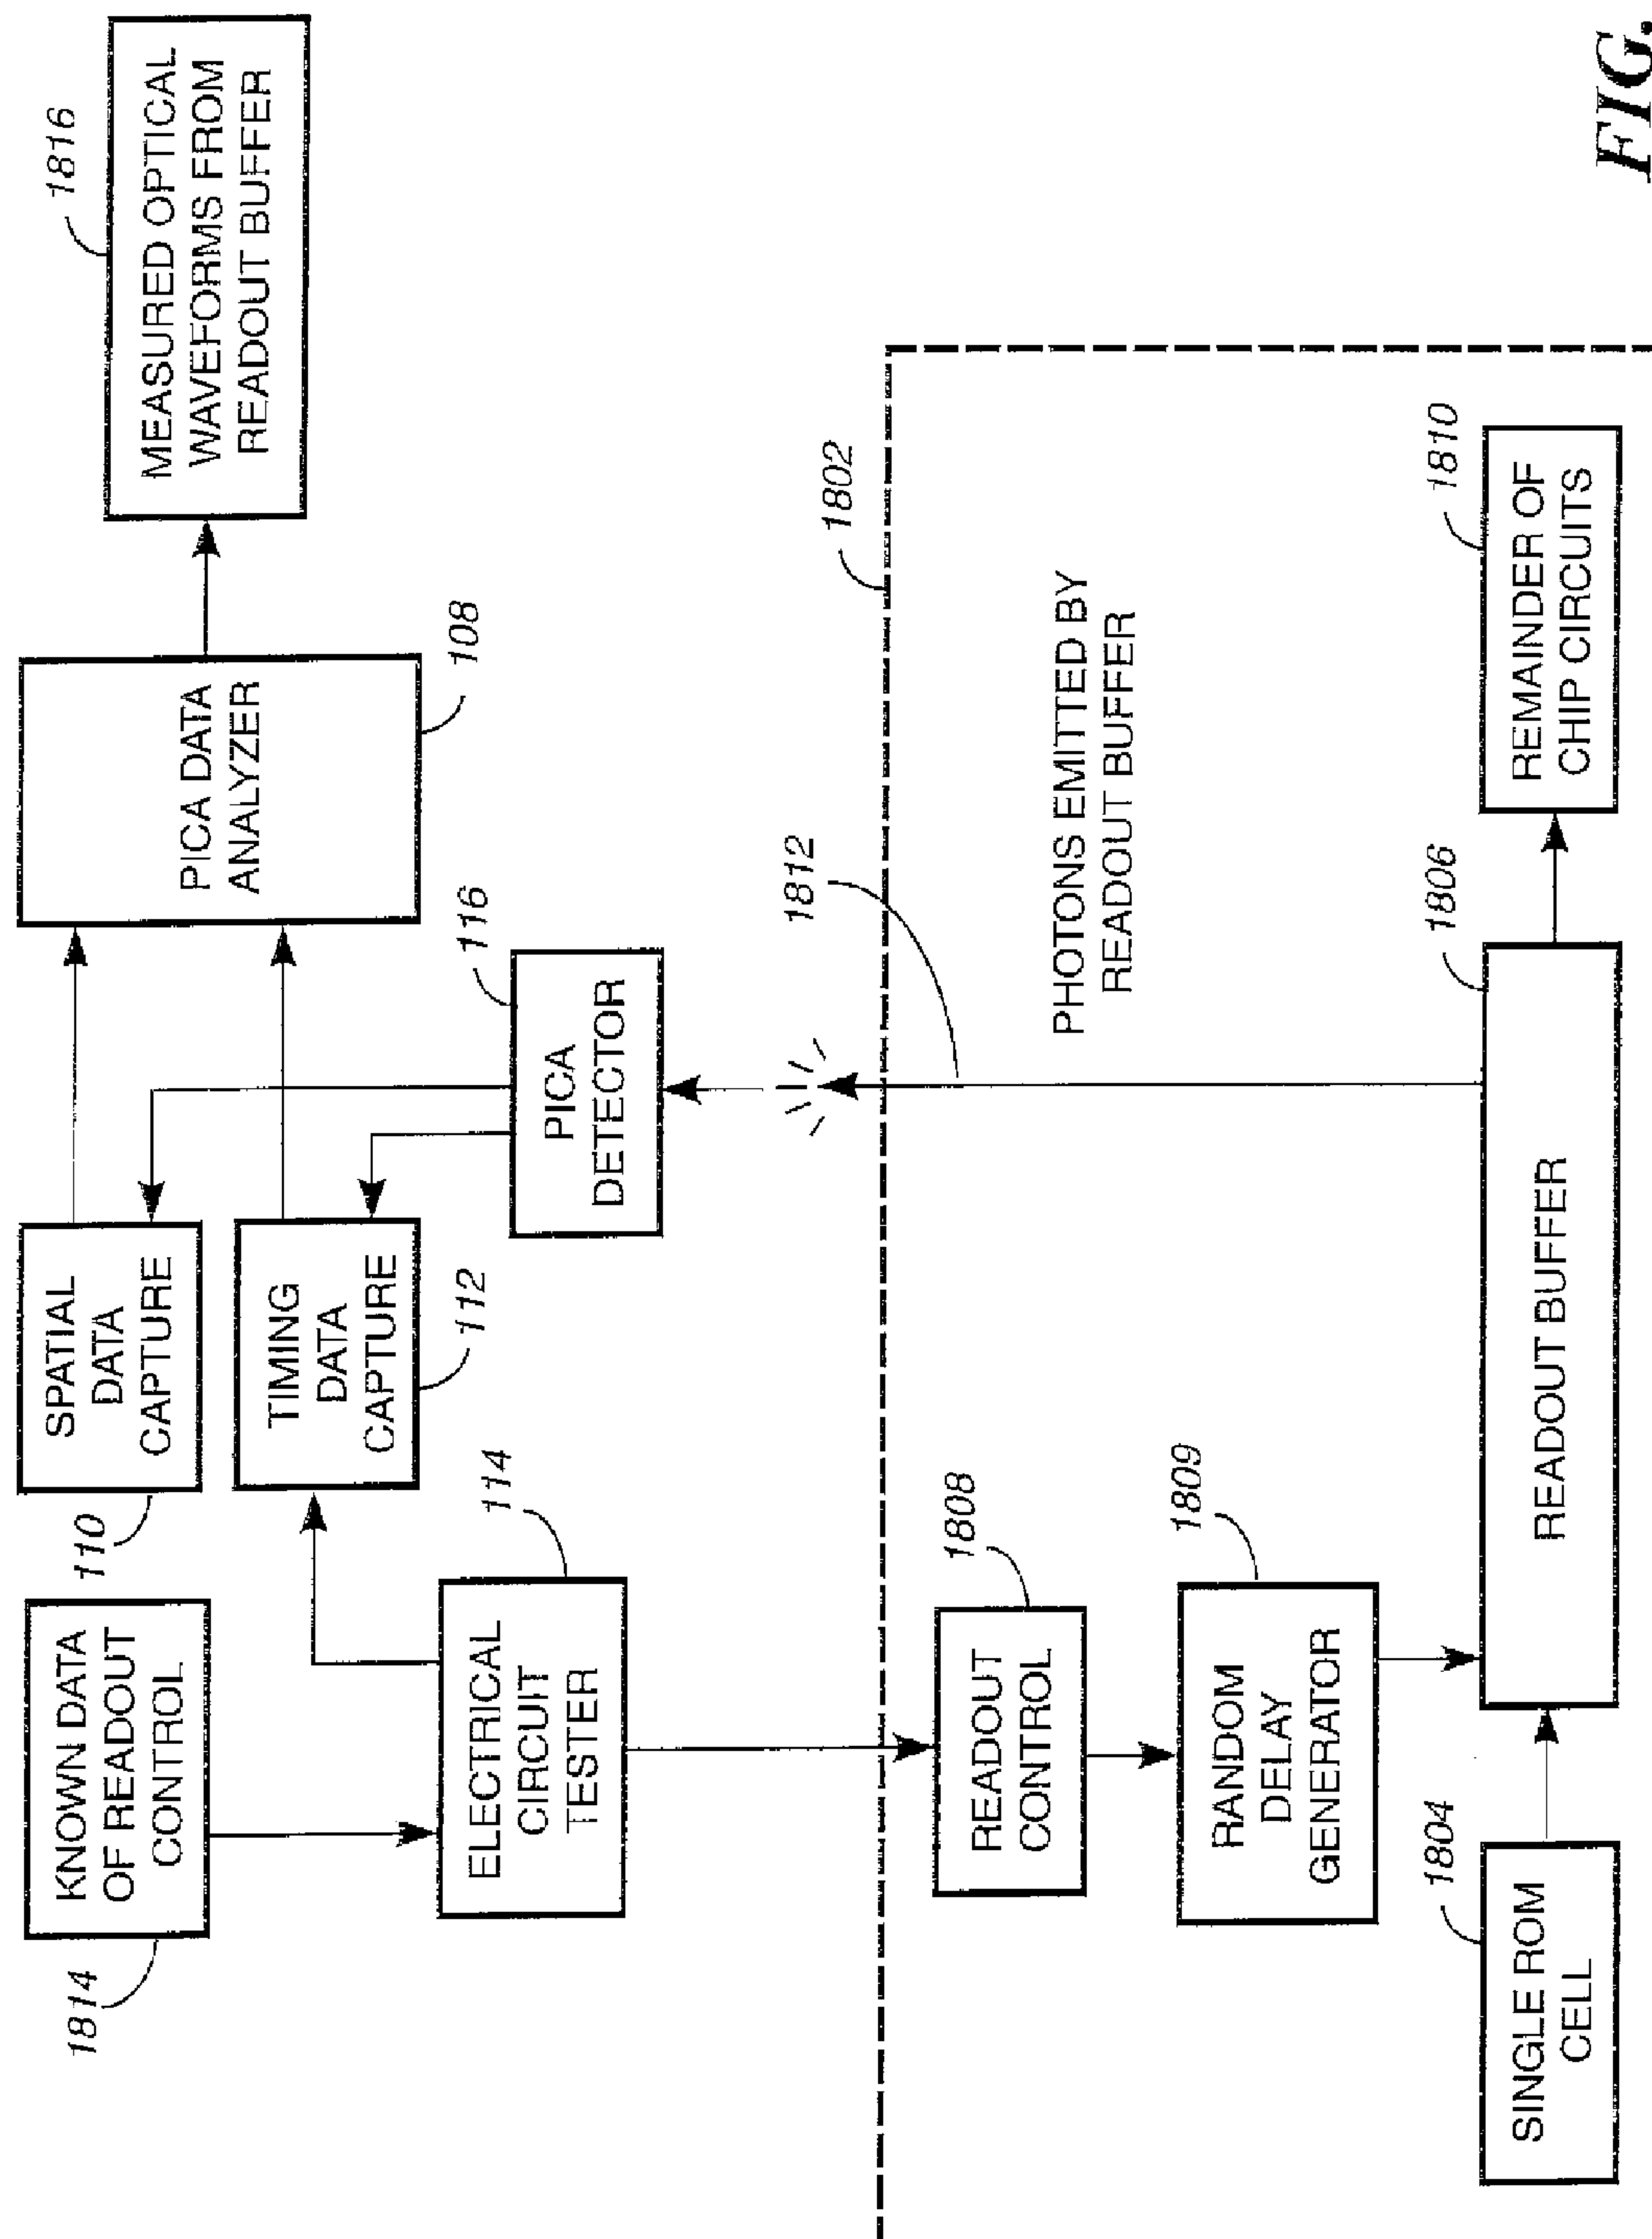 KNOWN DATA
OF READOUT
CONTROL
1814
SPATIAL
DATA
CAPTURE
110
TIMING
DATA
CAPTURE
112
PICA DATA
ANALYZER
108
MEASURED OPTICAL
WAVEFORMS FROM
READOUT BUFFER
1816
ELECTRICAL
CIRCUIT
TESTER
114
PICA
DETECTOR
116
1802
1812
PHOTONS EMITTED BY
READOUT BUFFER
READOUT
CONTROL
1808
RANDOM
DELAY
GENERATOR
1809
SINGLE ROM
CELL
1804
READOUT BUFFER
1806
REMAINDER OF
CHIP CIRCUITS
1810
FIG.